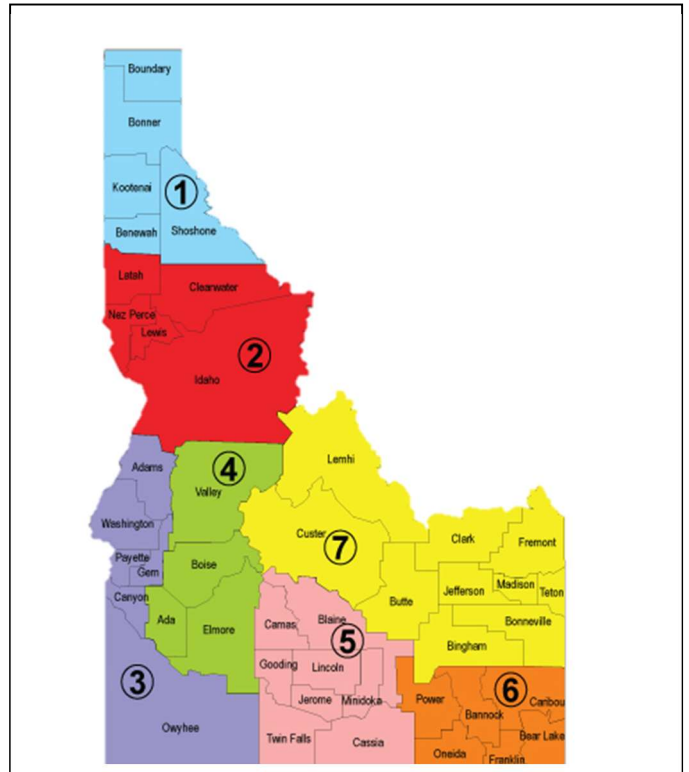 Boundary
Bonner
Kootenai
1
Benewah
Shoshone
Latah
Clearwater
Nez Perce
Lewis
2
Idaho
Adams
4
Lemhi
Valley
Washington
Custer
7
Clark
Fremont
Payette
Gem
Boise
Canyon
Butte
Jefferson
Madison
Teton
Ada
Elmore
Camas
Blaine
5
Bonneville
Bingham
Gooding
Lincoln
3
Jerome
Minidoka
Power
6
Caribou
Bannock
Owyhee
Twin Falls
Cassia
Bear Lake
Oneida
Franklin